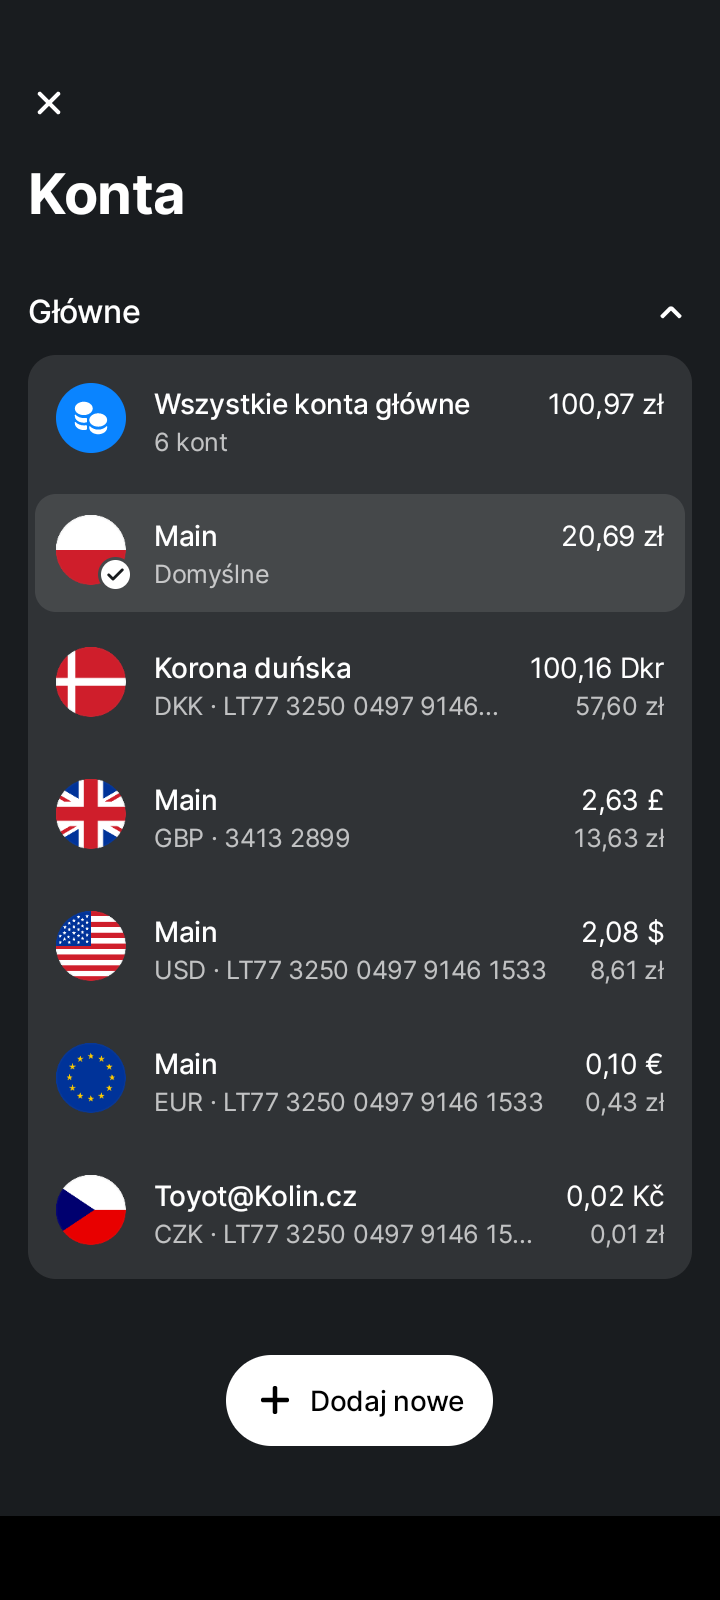 Konta
Główne
Wszystkie konta główne 100,97 zł
6 kont
Main 20,69 zł
Domyślne
Korona duńska 100,16 Dkr
DKK · LT77 3250 0497 9146... 57,60 zł
Main 2,63 £
GBP · 3413 2899 13,63 zł
Main 2,08 $
USD · LT77 3250 0497 9146 1533 8,61 zł
Main 0,10 €
EUR · LT77 3250 0497 9146 1533 0,43 zł
Toyot@Kolin.cz 0,02 Kč
CZK · LT77 3250 0497 9146 15... 0,01 zł
Dodaj nowe